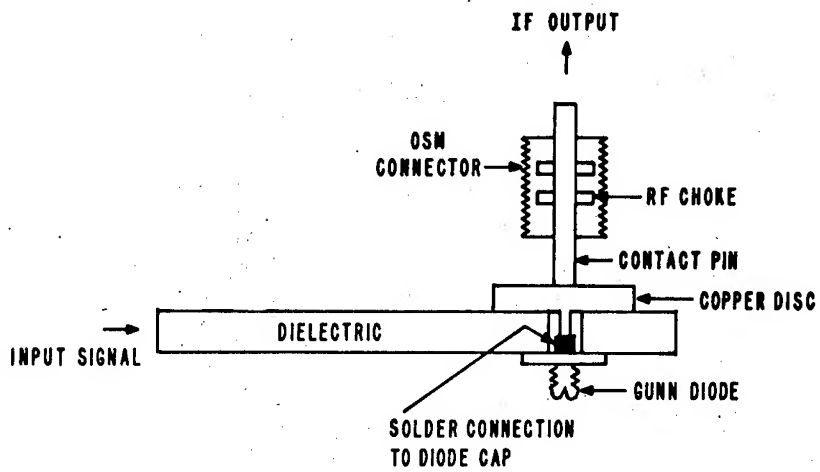 IF OUTPUT
OSM
CONNECTOR
RF CHOKE
CONTACT PIN
COPPER DISC
DIELECTRIC
INPUT SIGNAL
GUNN DIODE
SOLDER CONNECTION
TO DIODE CAP